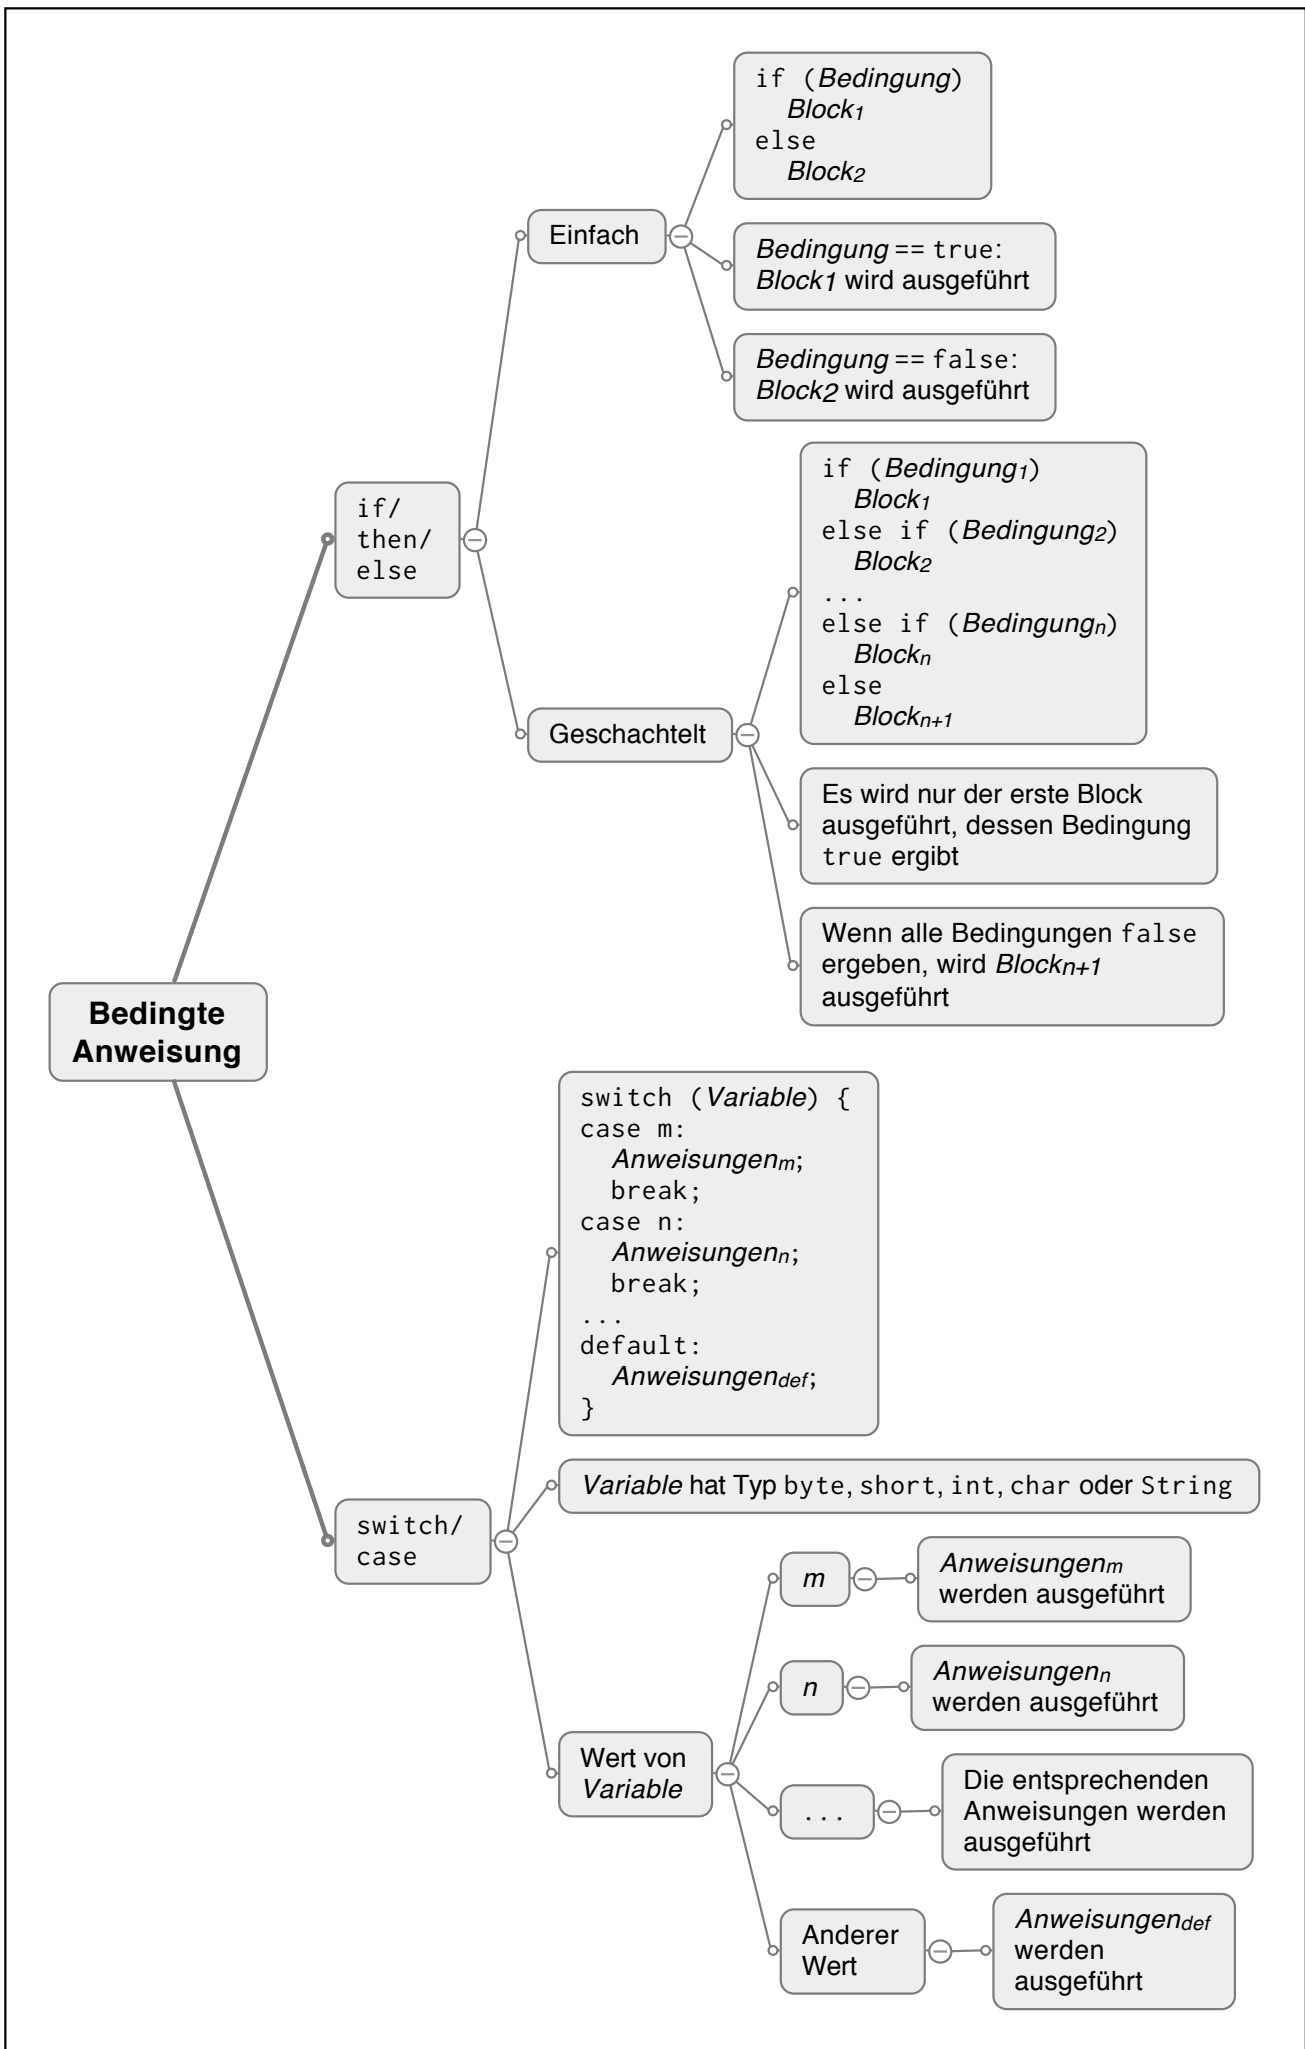 if (Bedingung)
Block1
else
Block2
Einfach
Bedingung == true:
Block1 wird ausgeführt
Bedingung == false:
Block2 wird ausgeführt
if/
then/
else
if (Bedingung1)
Block1
else if (Bedingung2)
Block2
...
else if (Bedingungn)
Blockn
else
Blockn+1
Geschachtelt
Es wird nur der erste Block
ausgeführt, dessen Bedingung
true ergibt
Wenn alle Bedingungen false
ergeben, wird Blockn+1
ausgeführt
Bedingte
Anweisung
switch (Variable) {
case m:
Anweisungenm;
break;
case n:
Anweisungenn;
break;
...
default:
Anweisungendef;
}
Variable hat Typ byte, short, int, char oder String
switch/
case
m
Anweisungenm
werden ausgeführt
n
Anweisungenn
werden ausgeführt
Wert von
Variable
...
Die entsprechenden
Anweisungen werden
ausgeführt
Anderer
Wert
Anweisungendef
werden
ausgeführt